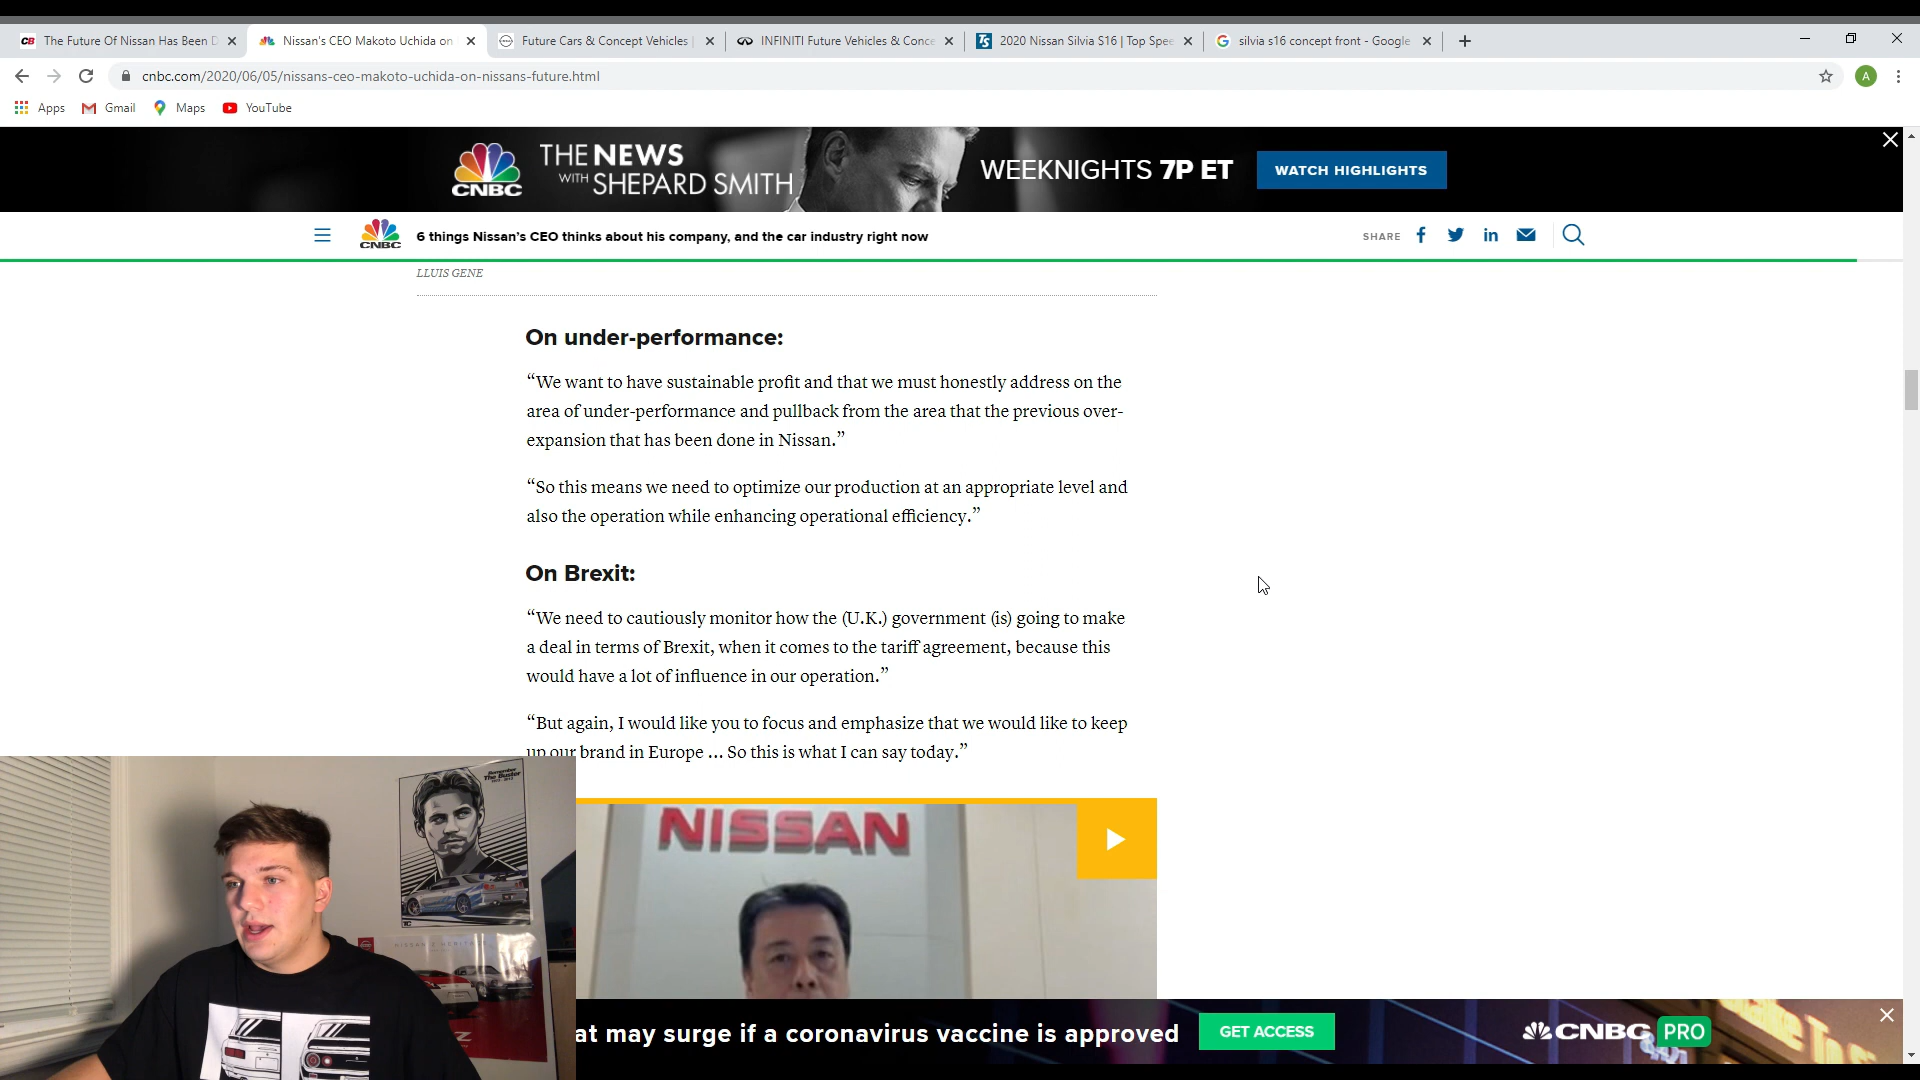 CB The Future Of Nissan Has Been D
Nissan's CEO Makoto Uchida on
Future Cars & Concept Vehicles |
INFINITI Future Vehicles & Conce
TS 2020 Nissan Silvia S16 | Top Spee
silvia s16 concept front - Google
cnbc.com/2020/06/05/nissans-ceo-makoto-uchida-on-nissans-future.html
A
Apps Gmail Maps YouTube
CNBC
THE NEWS
WITH SHEPARD SMITH
WEEKNIGHTS 7P ET
WATCH HIGHLIGHTS
CNBC
6 things Nissan’s CEO thinks about his company, and the car industry right now
SHARE
LLUIS GENE
On under-performance:
“We want to have sustainable profit and that we must honestly address on the
area of under-performance and pullback from the area that the previous over-
expansion that has been done in Nissan.”
“So this means we need to optimize our production at an appropriate level and
also the operation while enhancing operational efficiency.”
On Brexit:
“We need to cautiously monitor how the (U.K.) government (is) going to make
a deal in terms of Brexit, when it comes to the tariff agreement, because this
would have a lot of influence in our operation.”
“But again, I would like you to focus and emphasize that we would like to keep
up our brand in Europe … So this is what I can say today.”
Remember
The Buster
NISSAN
at may surge if a coronavirus vaccine is approved
GET ACCESS
CNBC PRO